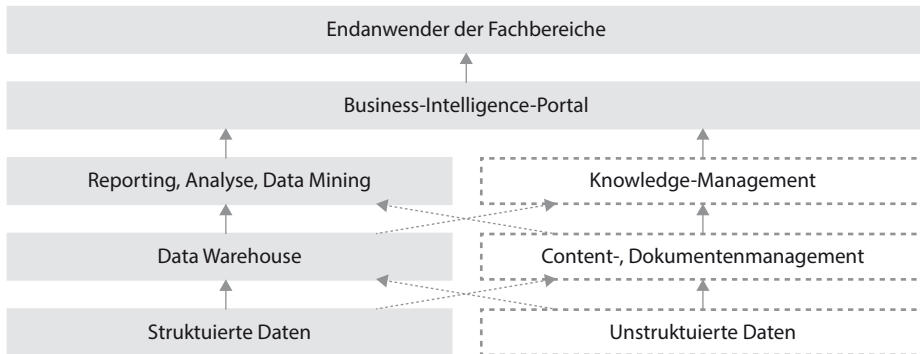 Endanwender der Fachbereiche
Business-Intelligence-Portal
Reporting, Analyse, Data Mining
Knowledge-Management
Data Warehouse
Content-, Dokumentenmanagement
Struktuierte Daten
Unstruktuierte Daten